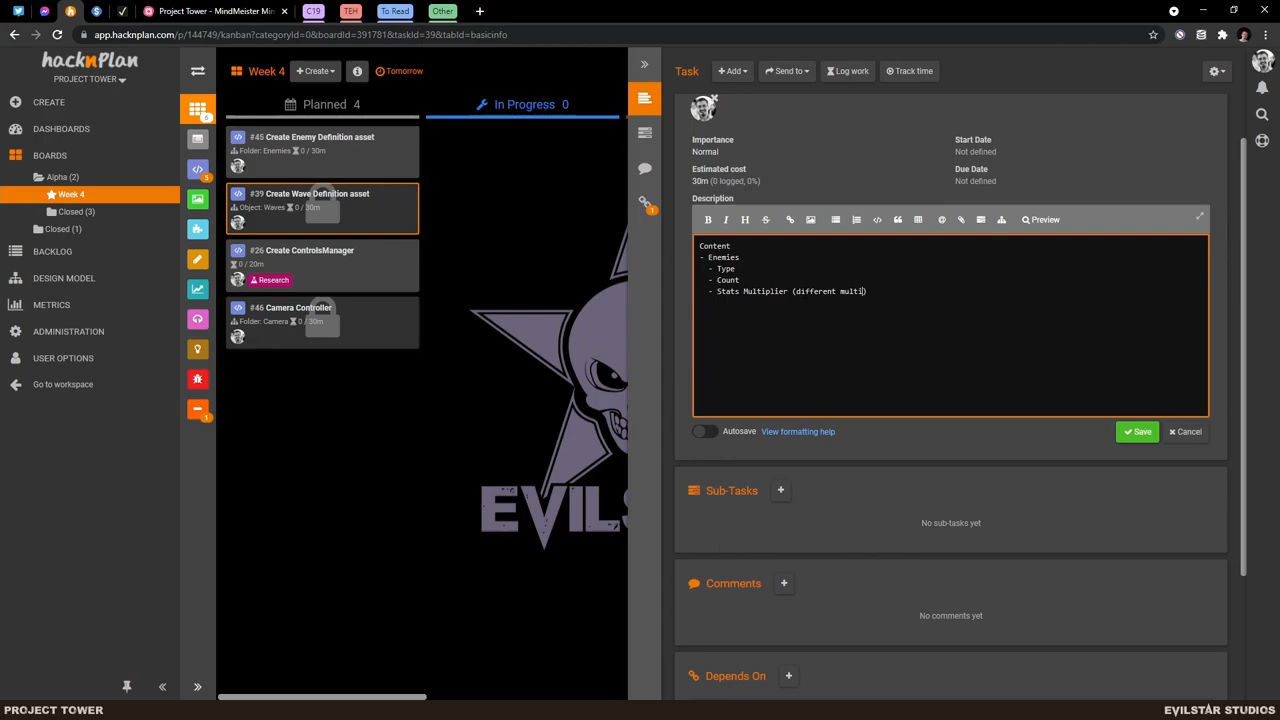 Project Tower - MindMeister Min
C19
TEH
To Read
Other
app.hacknplan.com/p/144749/kanban?categoryId=0&boardId=391781&taskId=39&tabId=basicinfo
hacknPlan
PROJECT TOWER
CREATE
DASHBOARDS
BOARDS
Alpha (2)
Week 4
Closed (3)
Closed (1)
BACKLOG
DESIGN MODEL
METRICS
ADMINISTRATION
USER OPTIONS
Go to workspace
6
5
1
Week 4
Create
Tomorrow
Planned 4
In Progress 0
#45 Create Enemy Definition asset
Folder: Enemies 0 / 30m
#39 Create Wave Definition asset
Object: Waves 0 / 30m
#26 Create ControlsManager
0 / 20m
Research
#46 Camera Controller
Folder: Camera 0 / 30m
EVILS
1
Task
Add
Send to
Log work
Track time
Importance
Normal
Start Date
Not defined
Estimated cost
30m (0 logged, 0%)
Due Date
Not defined
Description
B I H S Preview
Content
- Enemies
- Type
- Count
- Stats Multiplier (different multi)
Autosave
View formatting help
Save
Cancel
Sub-Tasks
No sub-tasks yet
Comments
No comments yet
Depends On
PROJECT TOWER
EVILSTAR STUDIOS